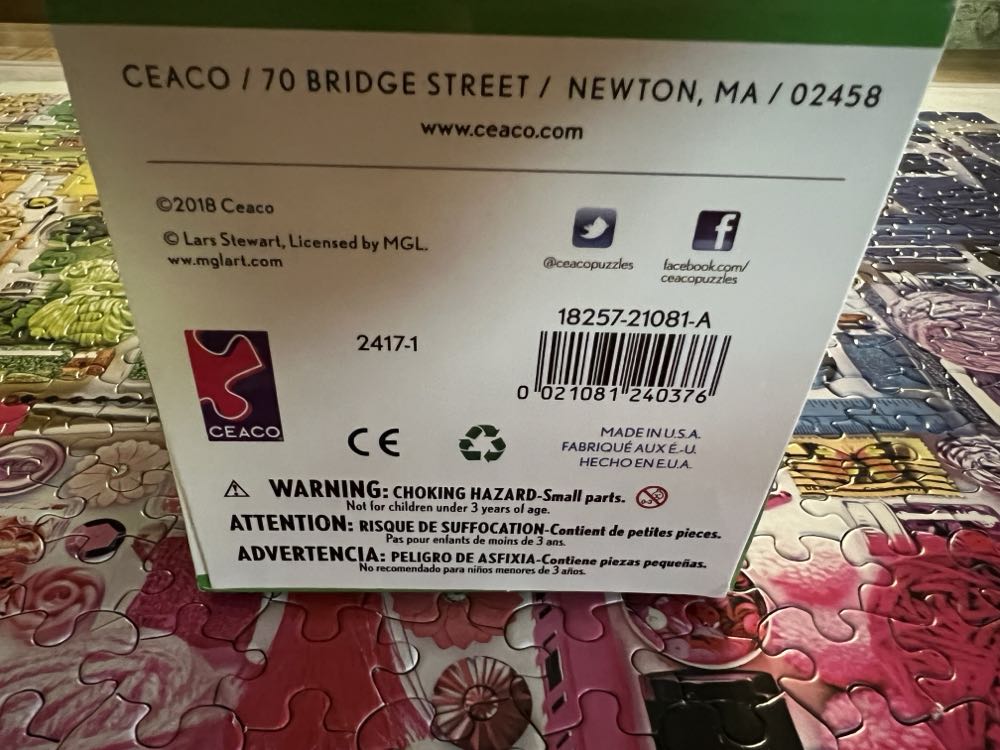 CEACO / 70 BRIDGE STREET / NEWTON, MA / 02458
www.ceaco.com
©2018 Ceaco
© Lars Stewart, Licensed by MGL.
ww.mglart.com
@ceacopuzzles
facebook.com/
ceacopuzzles
18257-21081-A
2417-1
0 021081 240376
CEACO
CE
MADE IN U.S.A.
FABRIQUÉ AUX É.-U.
HECHO EN E.U.A.
WARNING: CHOKING HAZARD-Small parts.
Not for children under 3 years of age.
ATTENTION: RISQUE DE SUFFOCATION-Contient de petites pieces.
Pas pour enfants de moins de 3 ans.
ADVERTENCIA: PELIGRO DE ASFIXIA-Contiene piezas pequeñas.
No recomendado para niños menores de 3 años.